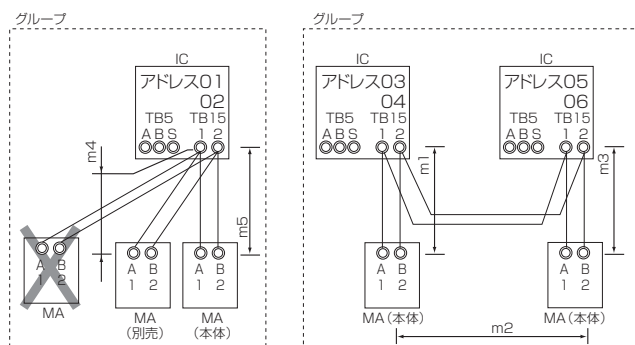 グループ
IC
アドレス01
02
TB5
TB15
A B S
1 2
m4
m5
A B
1 2
MA
A B
1 2
MA
(別売)
A B
1 2
MA
(本体)
グループ
IC
アドレス03
04
TB5
TB15
A B S
1 2
IC
アドレス05
06
TB5
TB15
A B S
1 2
m1
m3
A B
1 2
MA(本体)
A B
1 2
MA(本体)
m2